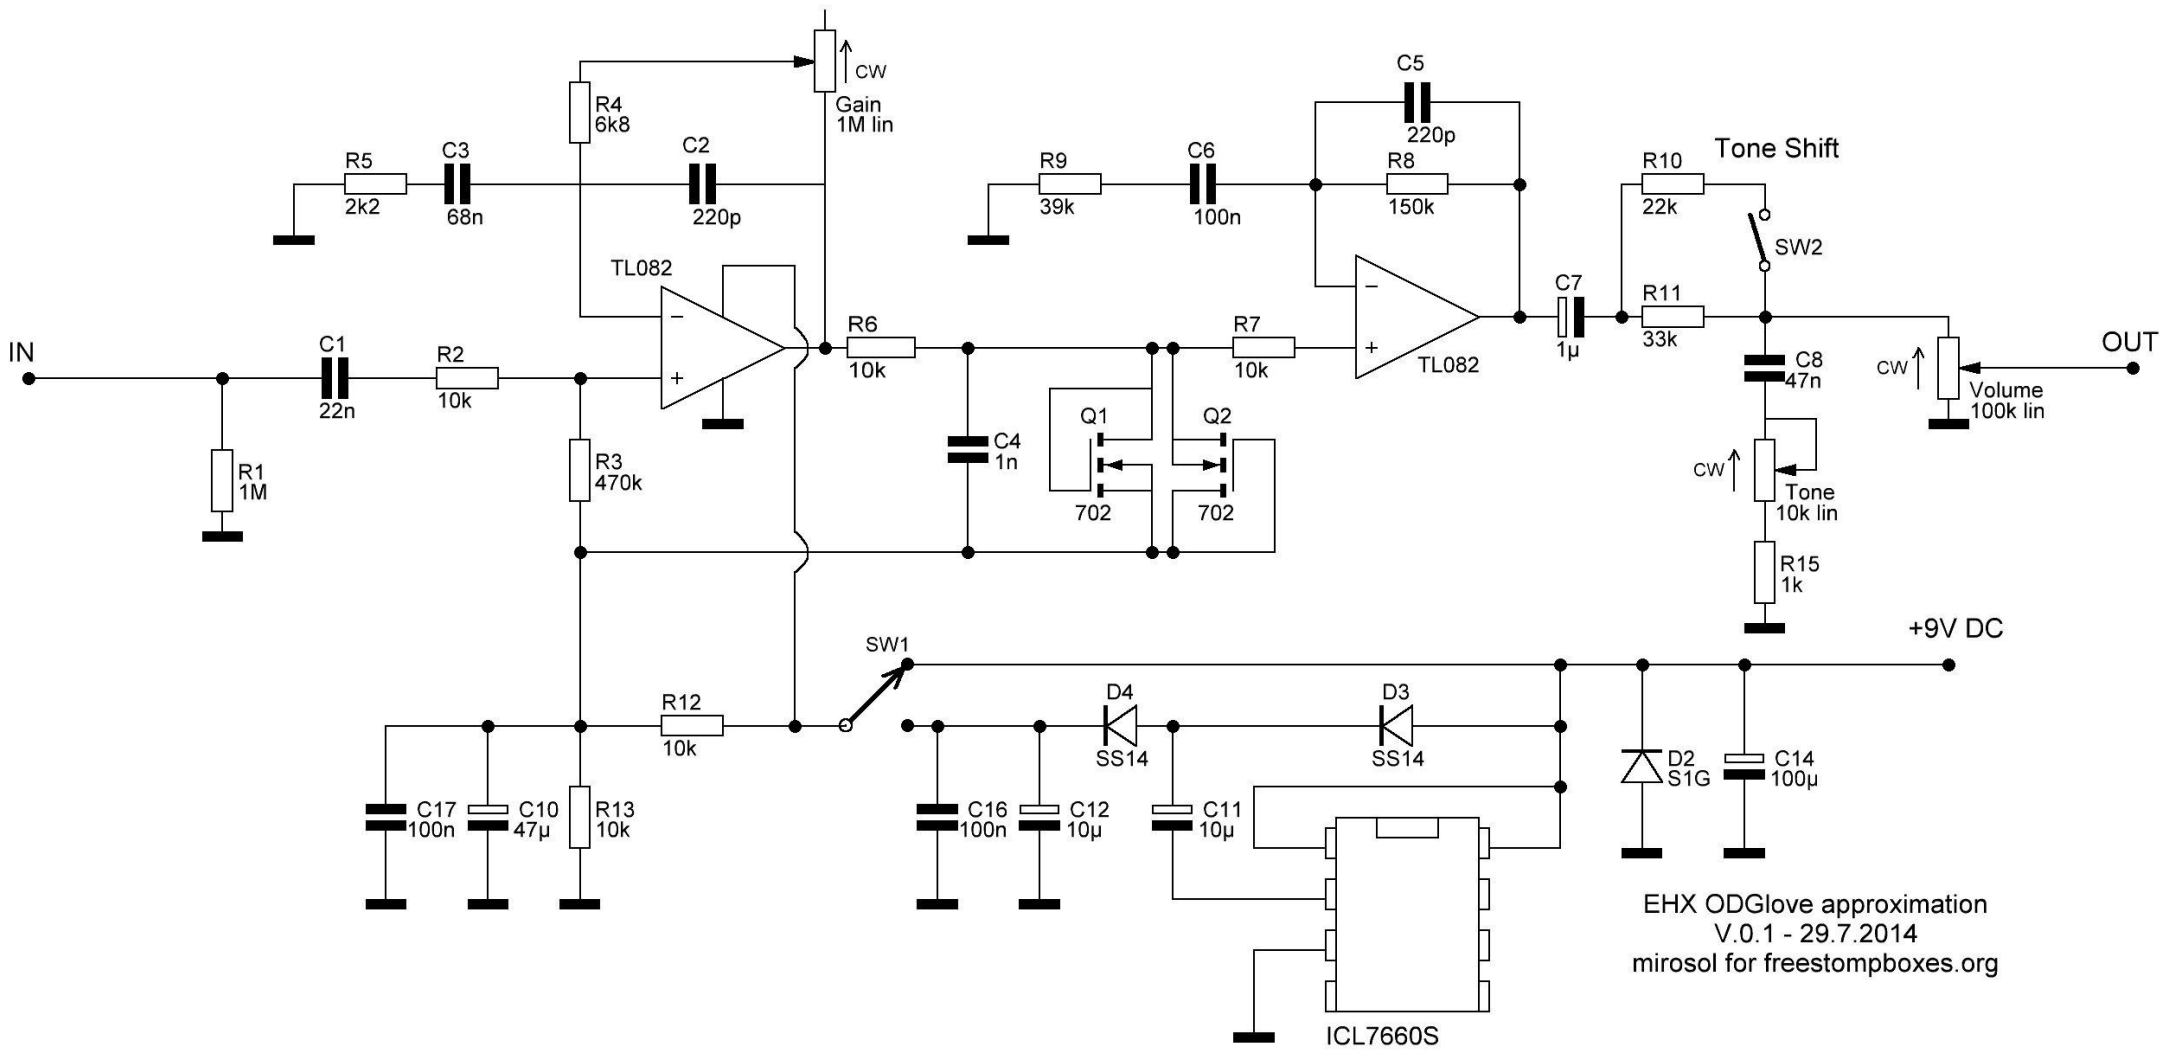 CW
Gain
1M lin
R4
6k8
R5
2k2
C3
68n
C2
220p
TL082
−
+
IN
C1
22n
R2
10k
R1
1M
R3
470k
R6
10k
C4
1n
Q1
702
Q2
702
R7
10k
R9
39k
C6
100n
C5
220p
R8
150k
−
+
TL082
C7
1µ
Tone Shift
R10
22k
SW2
R11
33k
C8
47n
CW
Volume
100k lin
OUT
CW
Tone
10k lin
R15
1k
+9V DC
SW1
R12
10k
C17
100n
C10
47µ
R13
10k
C16
100n
C12
10µ
D4
SS14
C11
10µ
D3
SS14
D2
S1G
C14
100µ
ICL7660S
EHX ODGlove approximation
V.0.1 - 29.7.2014
mirosol for freestompboxes.org